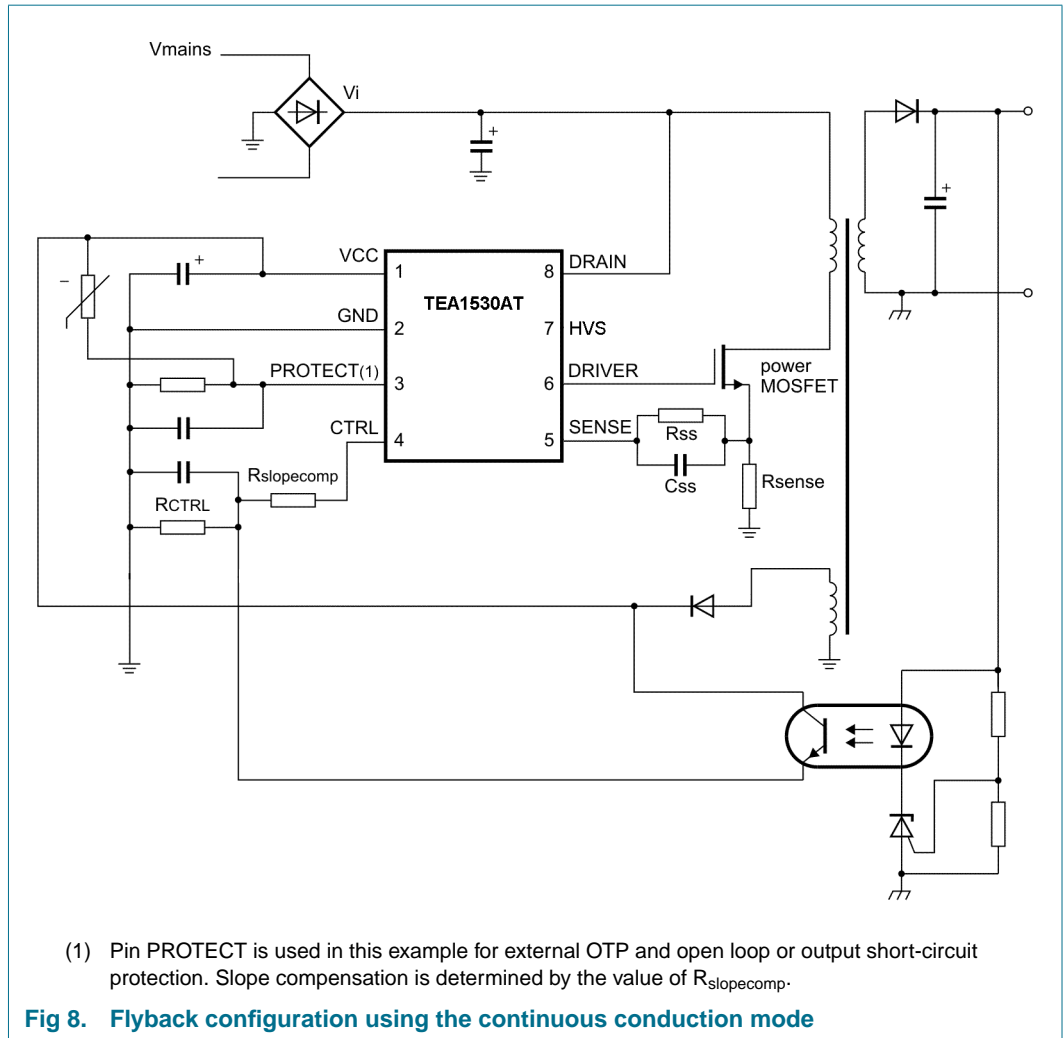 Vmains
Vi
+
+
VCC
1
+
8
DRAIN
–
TEA1530AT
GND
2
7
HVS
PROTECT(1)
3
6
DRIVER
power
MOSFET
CTRL
4
5
SENSE
Rss
Css
Rsense
Rslopecomp
RCTRL
+
(1) Pin PROTECT is used in this example for external OTP and open loop or output short-circuit
protection. Slope compensation is determined by the value of Rslopecomp.
Fig 8. Flyback configuration using the continuous conduction mode